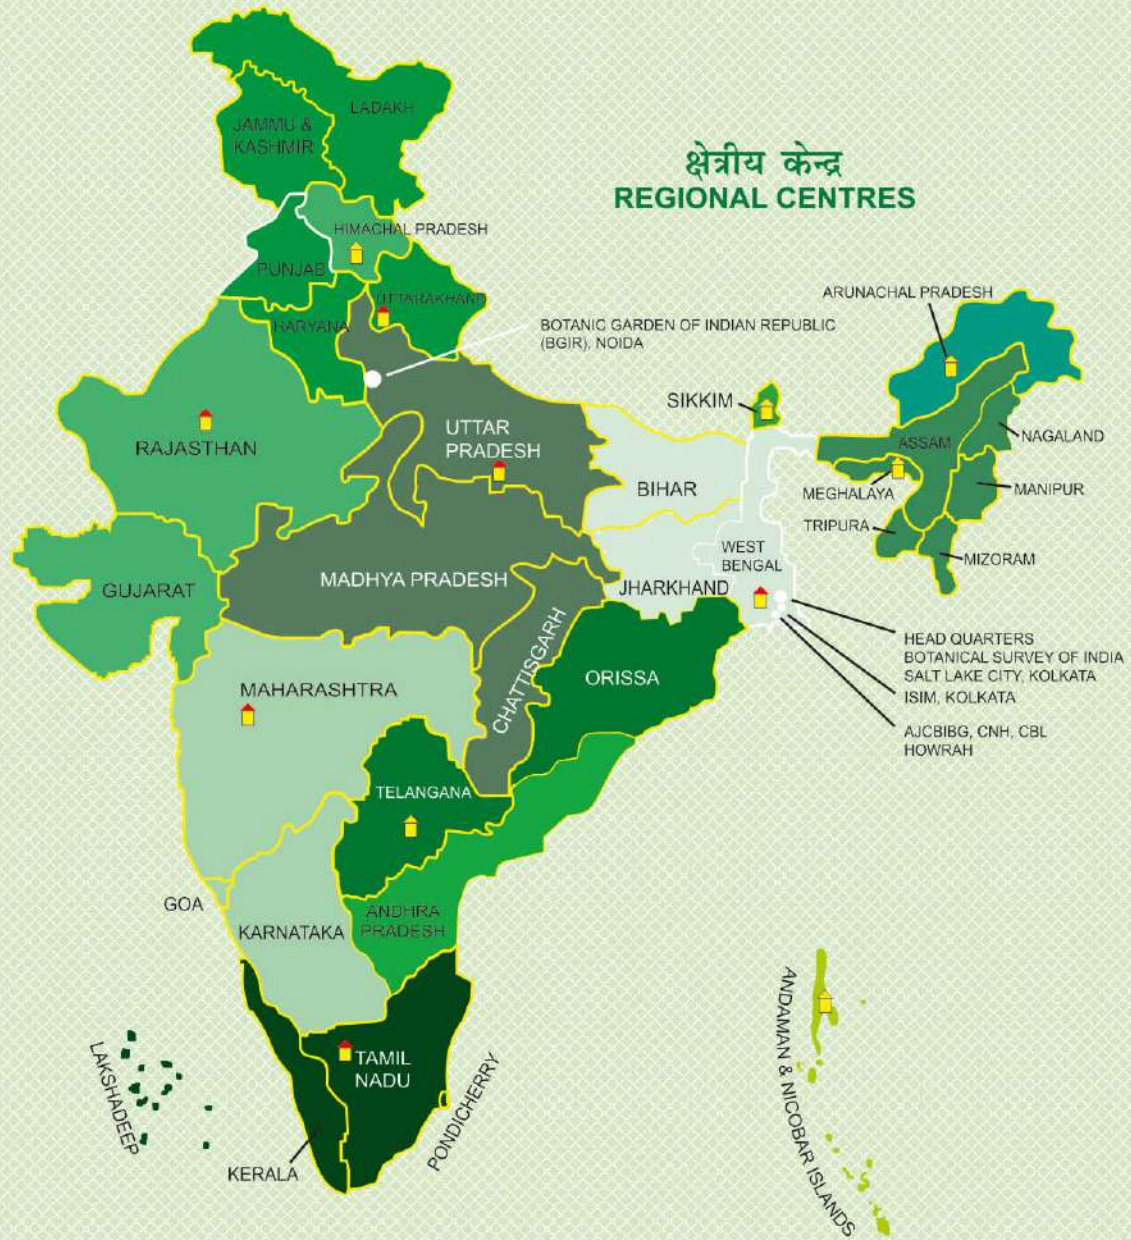 क्षेत्रीय केन्द्र
REGIONAL CENTRES
LADAKH
JAMMU &
KASHMIR
HIMACHAL PRADESH
PUNJAB
UTTARAKHAND
HARYANA
BOTANIC GARDEN OF INDIAN REPUBLIC
(BGIR), NOIDA
ARUNACHAL PRADESH
SIKKIM
RAJASTHAN
UTTAR
PRADESH
BIHAR
ASSAM
NAGALAND
MEGHALAYA
MANIPUR
TRIPURA
MIZORAM
WEST
BENGAL
JHARKHAND
MADHYA PRADESH
GUJARAT
CHATTISGARH
HEAD QUARTERS
BOTANICAL SURVEY OF INDIA
SALT LAKE CITY, KOLKATA
ISIM, KOLKATA
AJCBIBG, CNH, CBL
HOWRAH
ORISSA
MAHARASHTRA
TELANGANA
GOA
KARNATAKA
ANDHRA
PRADESH
TAMIL
NADU
PONDICHERRY
LAKSHADEEP
KERALA
ANDAMAN & NICOBAR ISLANDS